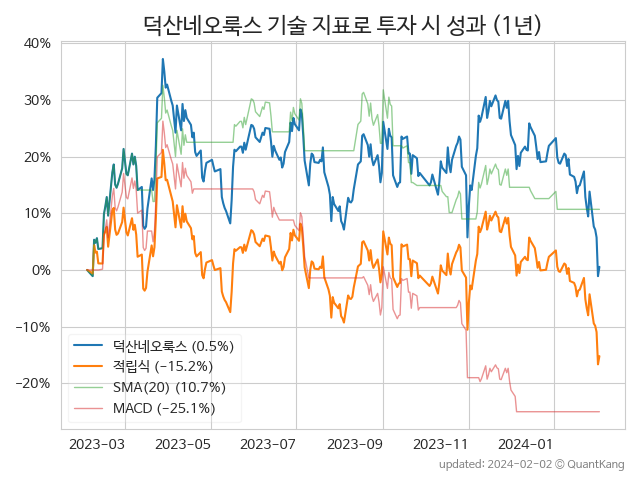 덕산네오룩스 기술 지표로 투자 시 성과 (1년)
40%
30%
20%
10%
0%
−10%
−20%
덕산네오룩스 (0.5%)
적립식 (−15.2%)
SMA(20) (10.7%)
MACD (−25.1%)
2023-03
2023-05
2023-07
2023-09
2023-11
2024-01
updated: 2024-02-02 © QuantKang